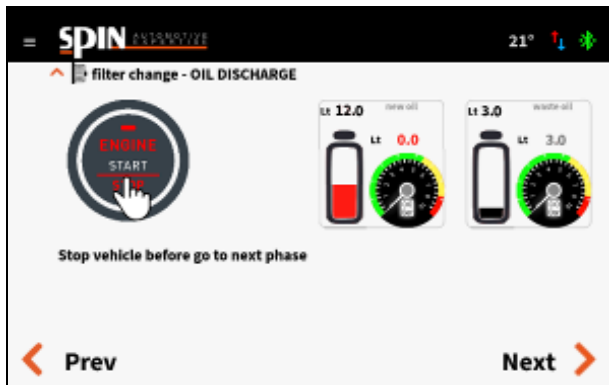 SPIN AUTOMOTIVE EXPERTISE
21°
filter change - OIL DISCHARGE
ENGINE
START
STOP
Lt 12.0 new oil
Lt 0.0
Lt 3.0 waste oil
Lt 3.0
Stop vehicle before go to next phase
Prev
Next